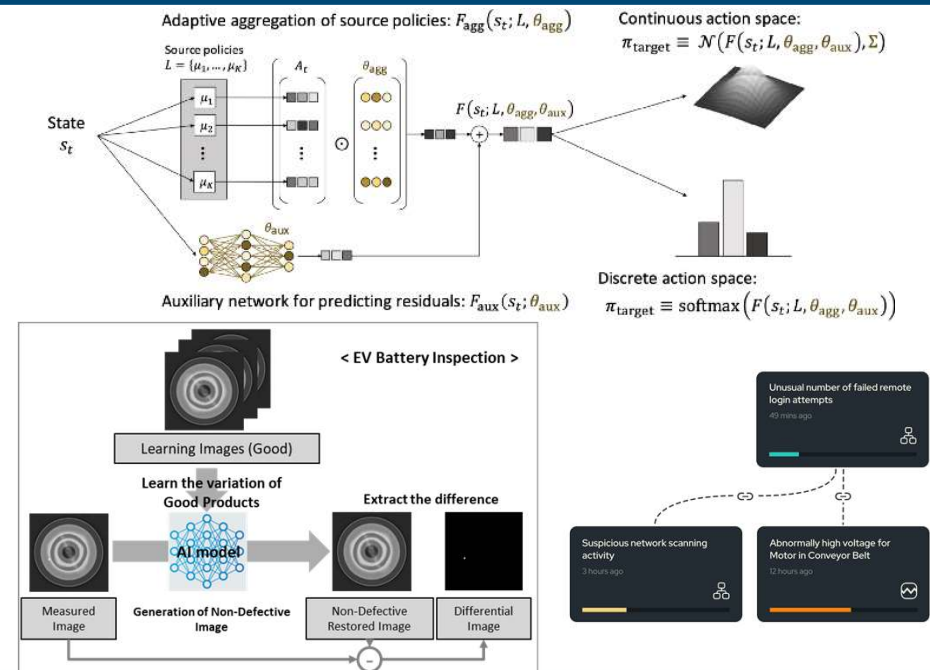 Adaptive aggregation of source policies: F_agg(s_t; L, θ_agg)
Continuous action space:
π_target ≡ 𝒩(F(s_t; L, θ_agg, θ_aux), Σ)
Source policies
L = {μ_1, …, μ_K}
A_t
θ_agg
μ_1
μ_2
⋮
μ_K
State
s_t
⊙
F(s_t; L, θ_agg, θ_aux)
+
θ_aux
Auxiliary network for predicting residuals: F_aux(s_t; θ_aux)
Discrete action space:
π_target ≡ softmax(F(s_t; L, θ_agg, θ_aux))
< EV Battery Inspection >
Learning Images (Good)
Learn the variation of
Good Products
Extract the difference
AI model
Measured
Image
Generation of Non-Defective
Image
Non-Defective
Restored Image
Differential
Image
-
Unusual number of failed remote
login attempts
49 mins ago
Suspicious network scanning
activity
3 hours ago
Abnormally high voltage for
Motor in Conveyor Belt
12 hours ago